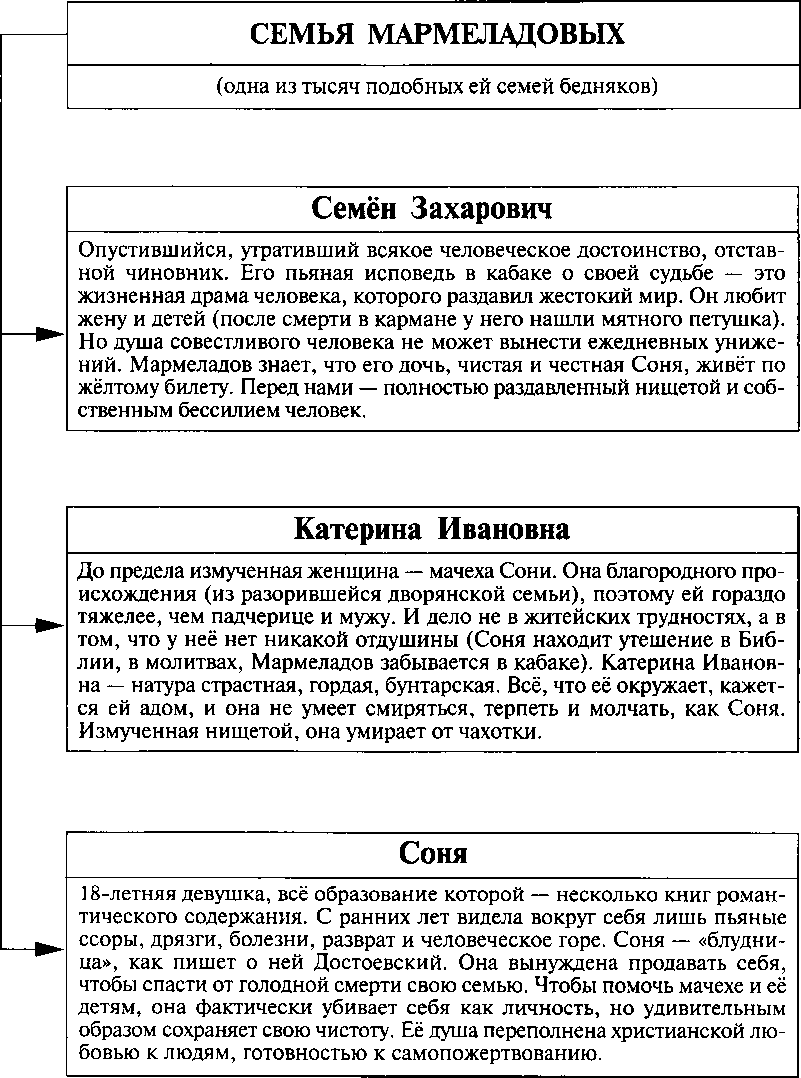 СЕМЬЯ МАРМЕЛАДОВЫХ
(одна из тысяч подобных ей семей бедняков)
Семён Захарович
Опустившийся, утративший всякое человеческое достоинство, отстав-
ной чиновник. Его пьяная исповедь в кабаке о своей судьбе — это
жизненная драма человека, которого раздавил жестокий мир. Он любит
жену и детей (после смерти в кармане у него нашли мятного петушка).
Но душа совестливого человека не может вынести ежедневных униже-
ний. Мармеладов знает, что его дочь, чистая и честная Соня, живёт по
жёлтому билету. Перед нами — полностью раздавленный нищетой и соб-
ственным бессилием человек.
Катерина Ивановна
До предела измученная женщина — мачеха Сони. Она благородного про-
исхождения (из разорившейся дворянской семьи), поэтому ей гораздо
тяжелее, чем падчерице и мужу. И дело не в житейских трудностях, а в
том, что у неё нет никакой отдушины (Соня находит утешение в Биб-
лии, в молитвах, Мармеладов забывается в кабаке). Катерина Иванов-
на — натура страстная, гордая, бунтарская. Всё, что её окружает, кажет-
ся ей адом, и она не умеет смиряться, терпеть и молчать, как Соня.
Измученная нищетой, она умирает от чахотки.
Соня
18-летняя девушка, всё образование которой — несколько книг роман-
тического содержания. С ранних лет видела вокруг себя лишь пьяные
ссоры, дрязги, болезни, разврат и человеческое горе. Соня — «блудни-
ца», как пишет о ней Достоевский. Она вынуждена продавать себя,
чтобы спасти от голодной смерти свою семью. Чтобы помочь мачехе и её
детям, она фактически убивает себя как личность, но удивительным
образом сохраняет свою чистоту. Её душа переполнена христианской лю-
бовью к людям, готовностью к самопожертвованию.